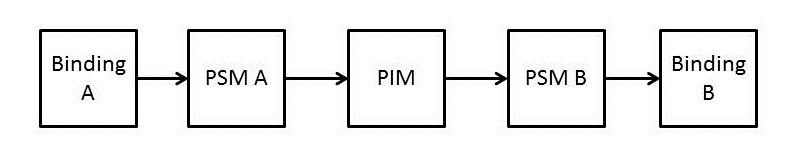 Binding
A
PSM A
PIM
PSM B
Binding
B